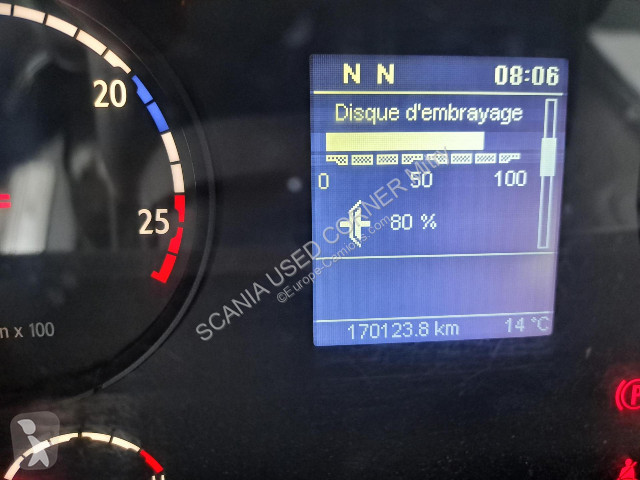 N N 08:06
Disque d'embrayage
0 50 100
80 %
170123.8 km 14 °C
20
25
x 100
SCANIA USED CORNER Mitry
©Europe-Camions.com